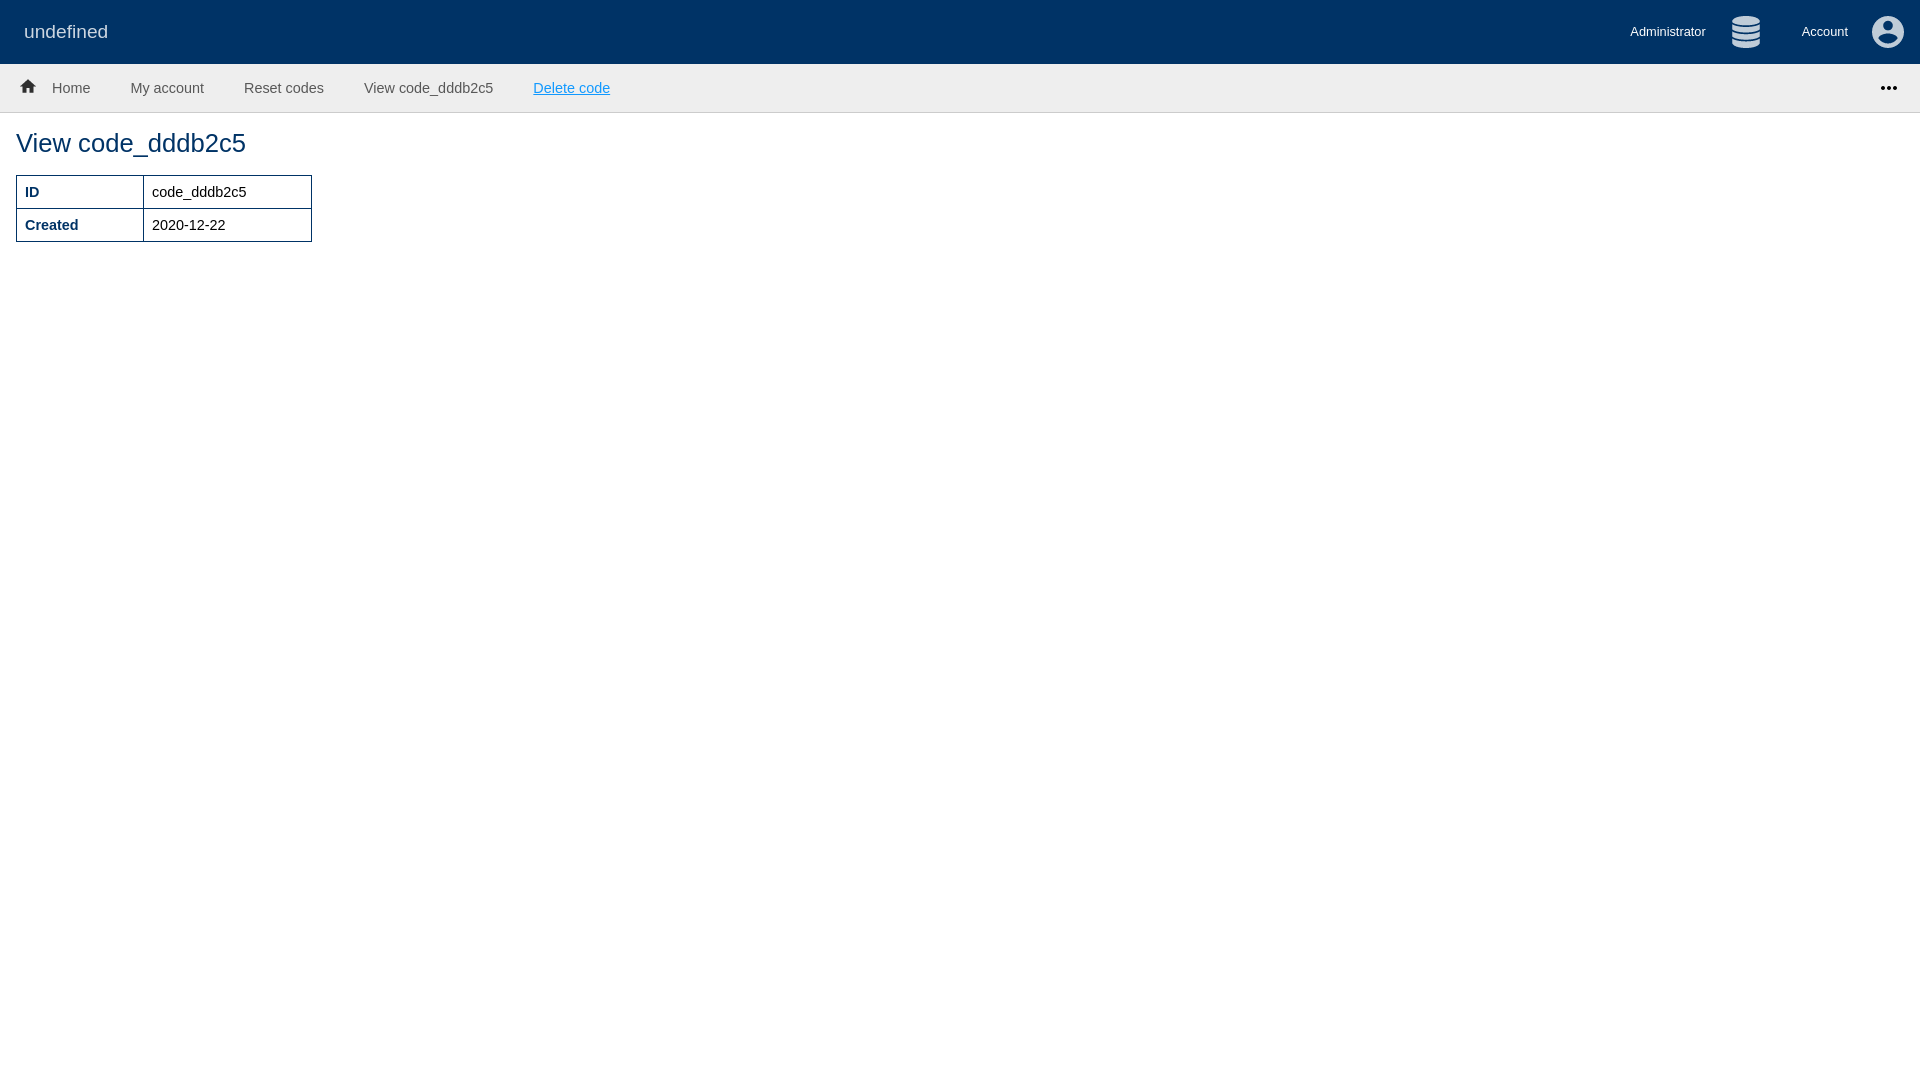 undefined
Administrator
Account
Home
My account
Reset codes
View code_dddb2c5
Delete code
View code_dddb2c5
ID code_dddb2c5
Created 2020-12-22